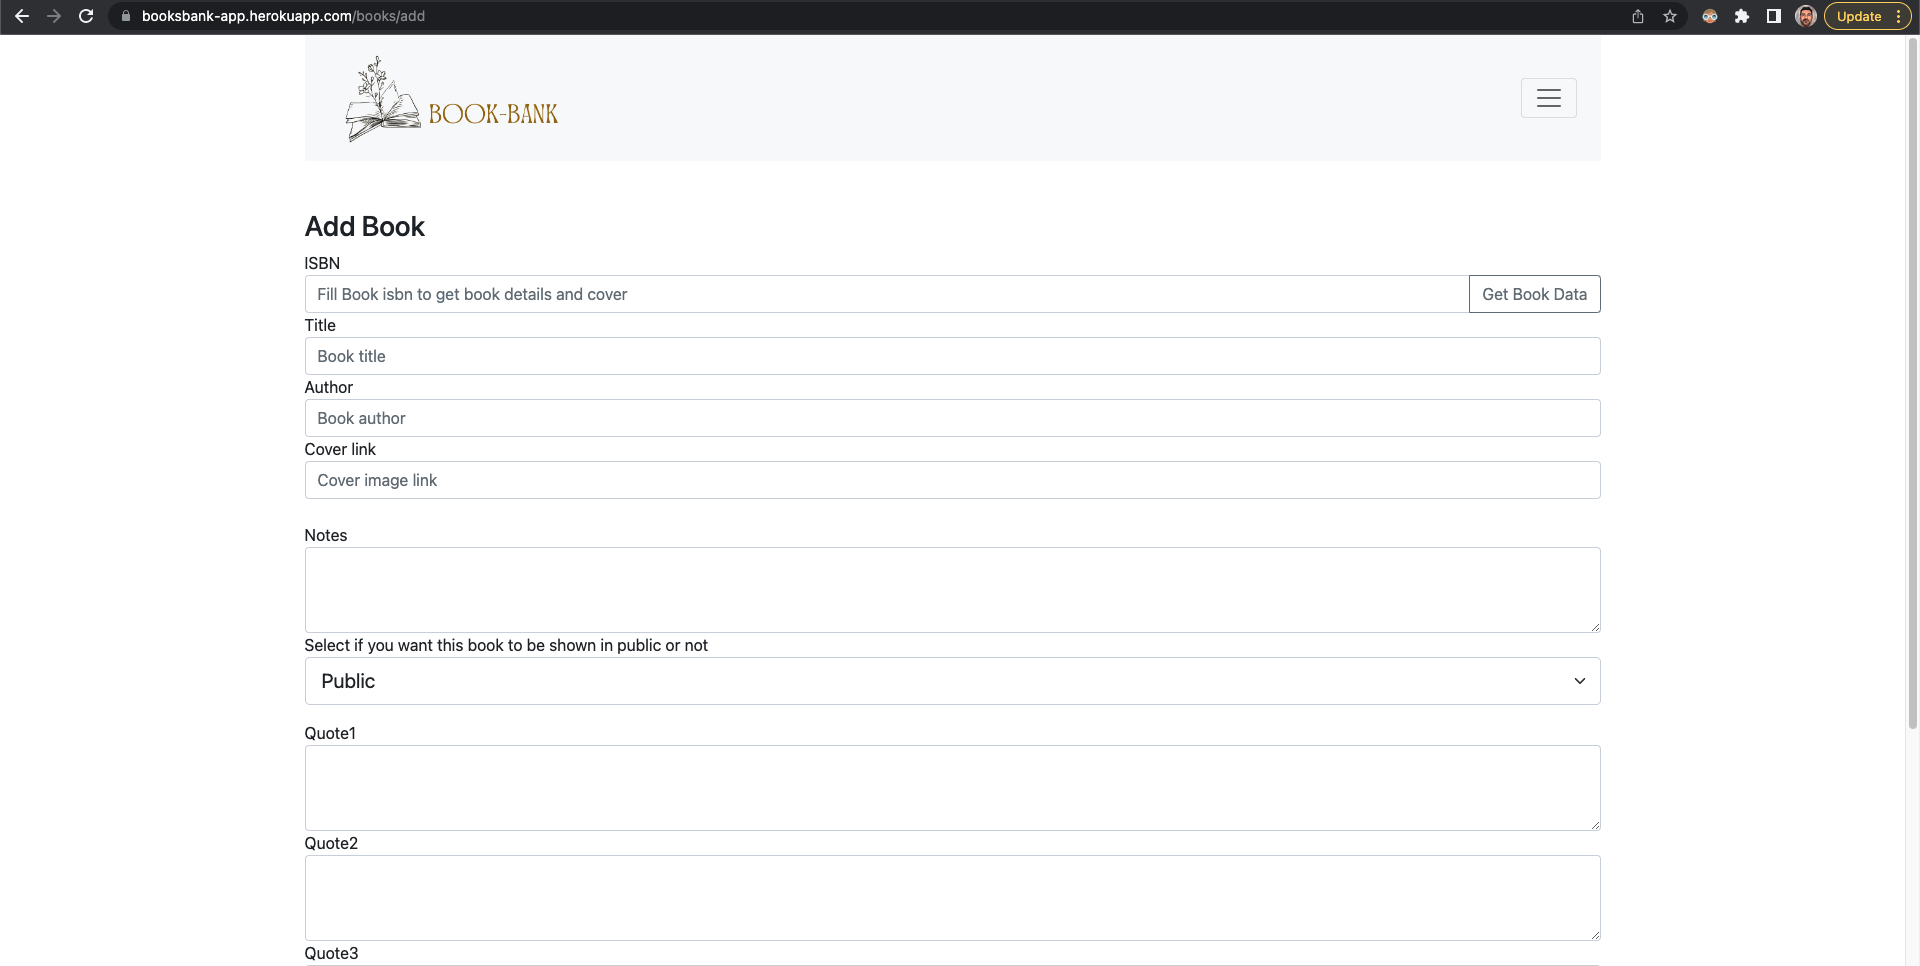 booksbank-app.herokuapp.com/books/add
Update
BOOK-BANK
Add Book
ISBN
Fill Book isbn to get book details and cover
Get Book Data
Title
Book title
Author
Book author
Cover link
Cover image link
Notes
Select if you want this book to be shown in public or not
Public
Quote1
Quote2
Quote3